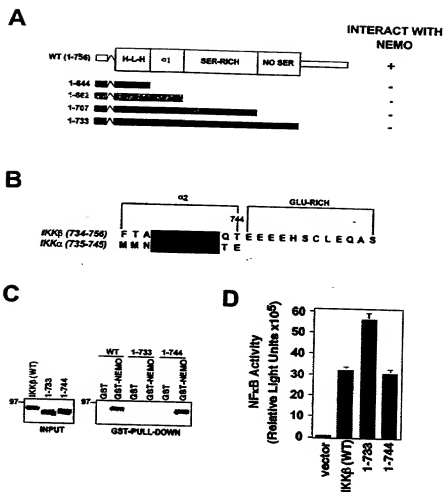 A
INTERACT WITH NEMO
WT (1-756) H-L-H α1 SER-RICH NO SER +
1-644 -
1-662 -
1-707 -
1-733 -
B
α2 744 GLU-RICH
IKKβ (734-756) F T A Q T E E E E H S C L E Q A S
IKKα (735-745) M M N T E
C
WT 1-733 1-744
IKKβ(WT) 1-733 1-744 GST GST-NEMO GST GST-NEMO GST GST-NEMO
97 97
INPUT GST-PULL-DOWN
D
NFκB Activity
(Relative Light Units x10⁵)
60
50
40
30
20
10
0
vector IKKβ (WT) 1-733 1-744